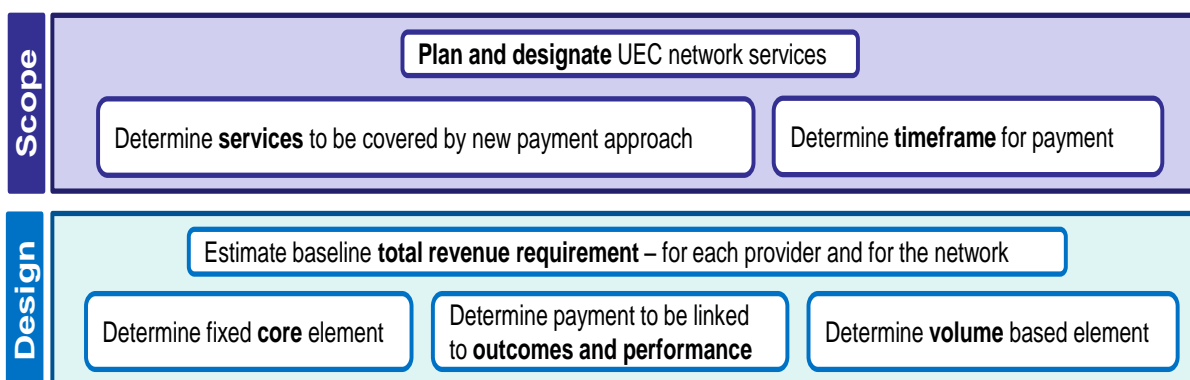 Scope
Plan and designate UEC network services
Determine services to be covered by new payment approach
Determine timeframe for payment
Design
Estimate baseline total revenue requirement – for each provider and for the network
Determine fixed core element
Determine payment to be linked
to outcomes and performance
Determine volume based element